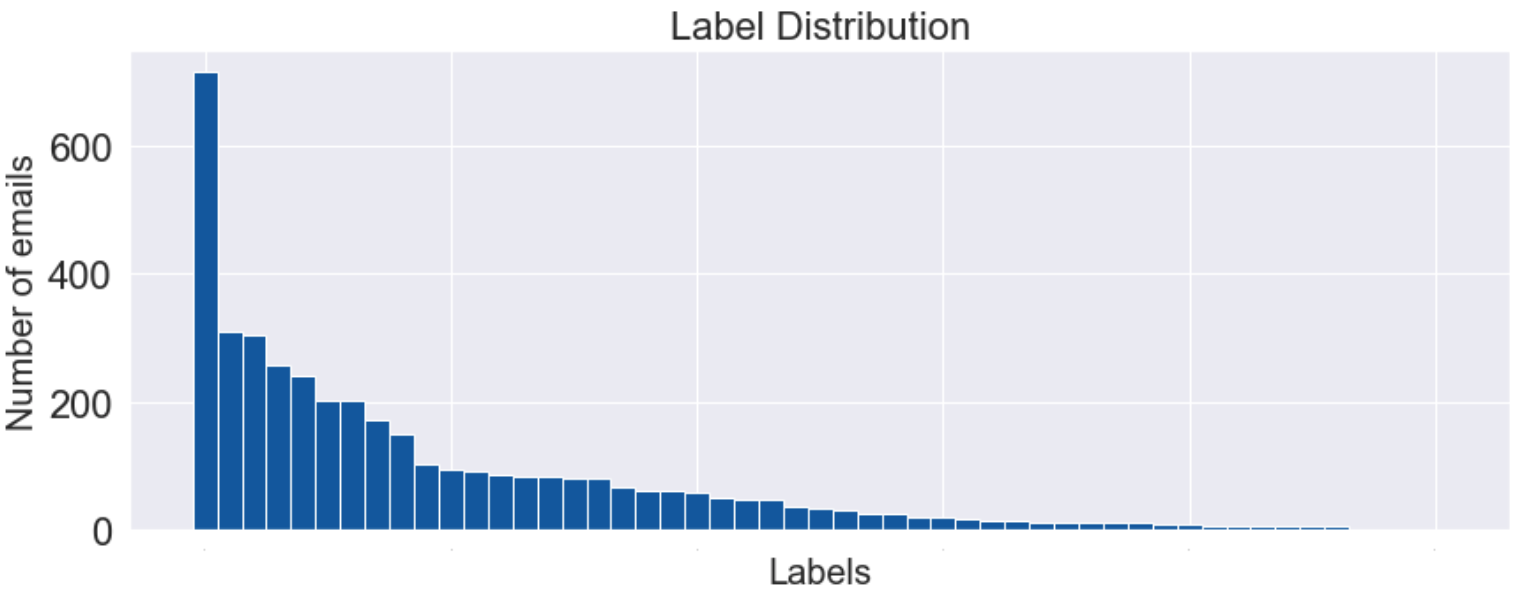 Label Distribution
Number of emails
600
400
200
0
Labels